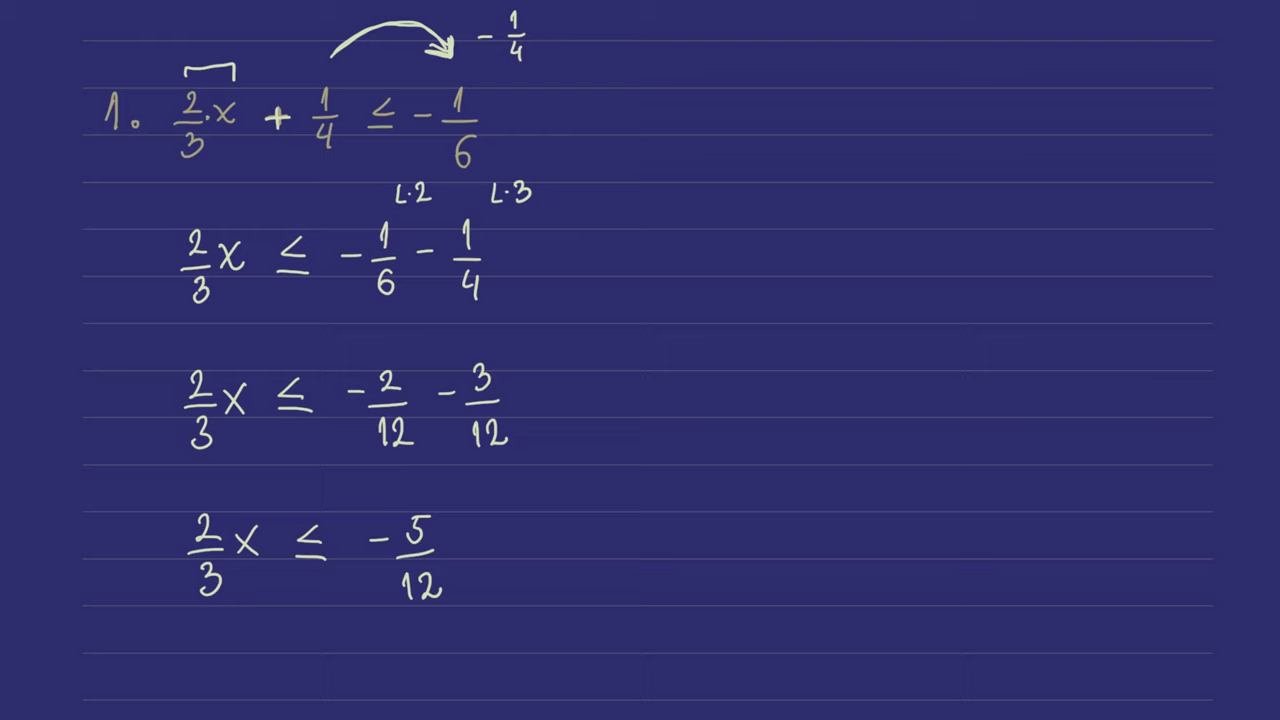 - 1/4
1. 2/3 · x + 1/4 ≤ - 1/6
L·2 L·3
2/3 x ≤ - 1/6 - 1/4
2/3 x ≤ - 2/12 - 3/12
2/3 x ≤ - 5/12